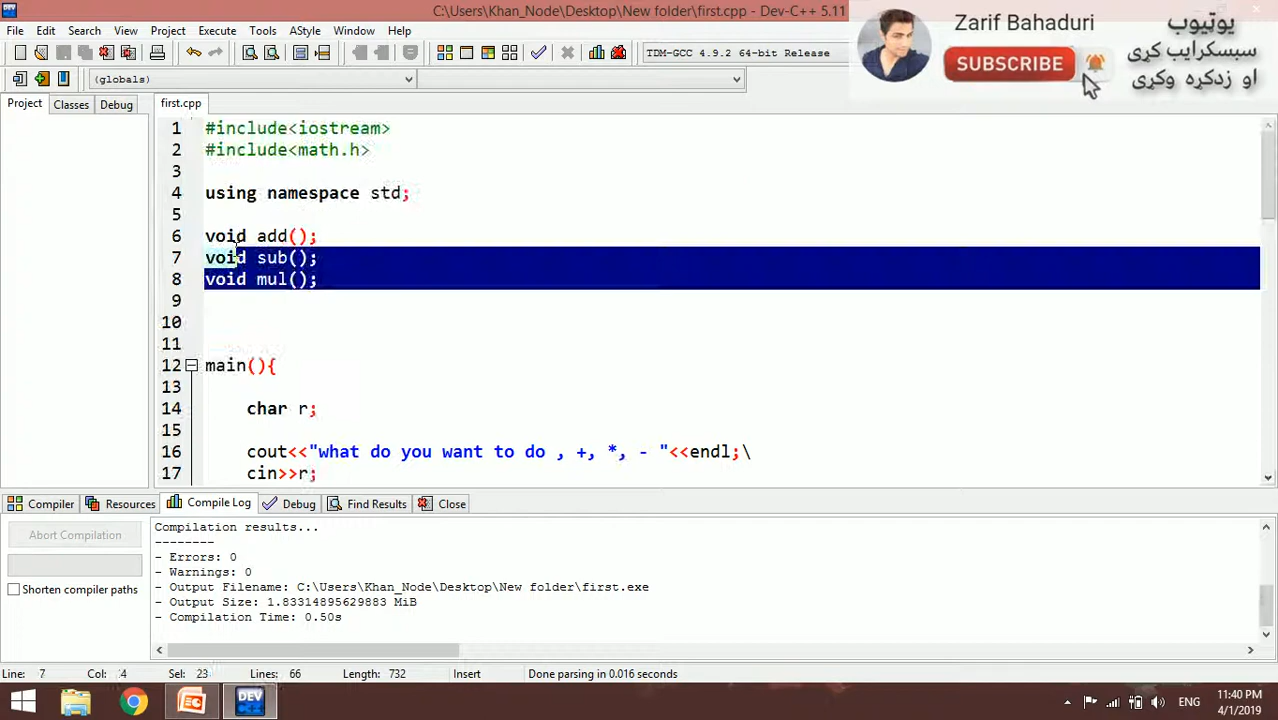 C:\Users\Khan_Node\Desktop\New folder\first.cpp - Dev-C++ 5.11
File Edit Search View Project Execute Tools AStyle Window Help
TDM-GCC 4.9.2 64-bit Release
(globals)
Zarif Bahaduri
SUBSCRIBE
یوتیوب
سبسکرایب کړی
او زدکړه وکړی
Project Classes Debug
first.cpp
1 #include<iostream>
2 #include<math.h>
3
4 using namespace std;
5
6 void add();
7 void sub();
8 void mul();
9
10
11
12 main(){
13
14 char r;
15
16 cout<<"what do you want to do , +, *, - "<<endl;\
17 cin>>r;
Compiler Resources Compile Log Debug Find Results Close
Abort Compilation
Shorten compiler paths
Compilation results...
--------
- Errors: 0
- Warnings: 0
- Output Filename: C:\Users\Khan_Node\Desktop\New folder\first.exe
- Output Size: 1.83314895629883 MiB
- Compilation Time: 0.50s
Line: 7 Col: 4 Sel: 23 Lines: 66 Length: 732 Insert Done parsing in 0.016 seconds
DEV
ENG
11:40 PM
4/1/2019